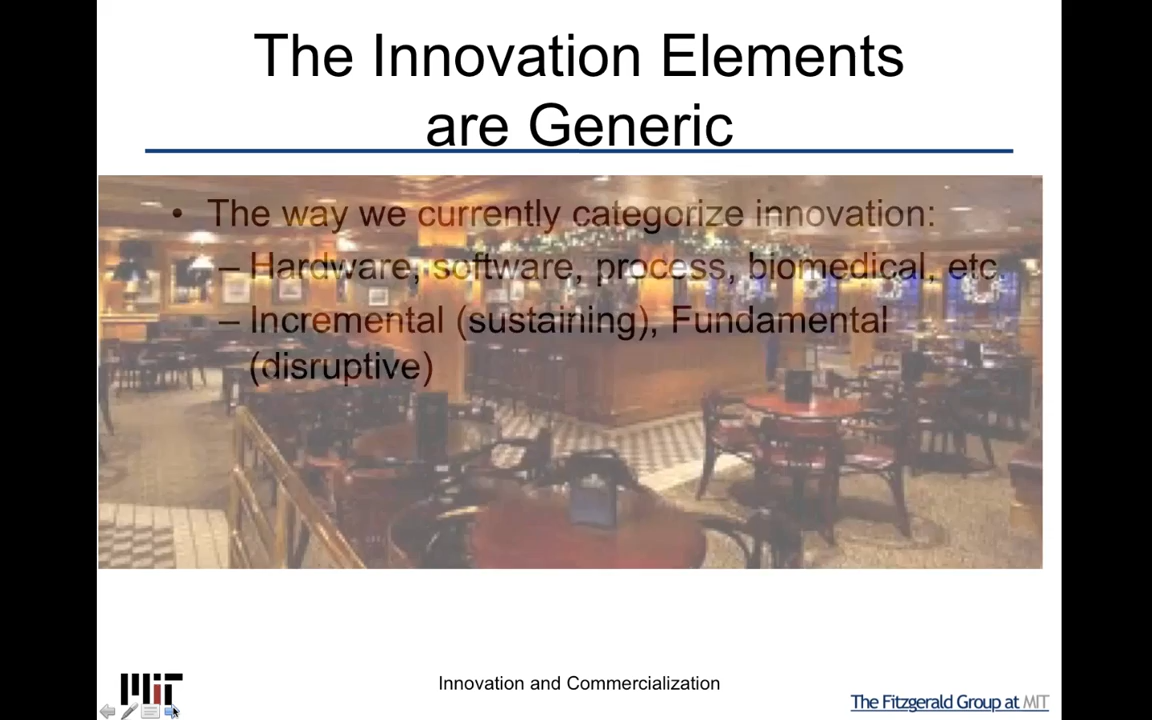 The Innovation Elements
are Generic
• The way we currently categorize innovation:
– Hardware, software, process, biomedical, etc.
– Incremental (sustaining), Fundamental
(disruptive)
MIT
Innovation and Commercialization
The Fitzgerald Group at MIT